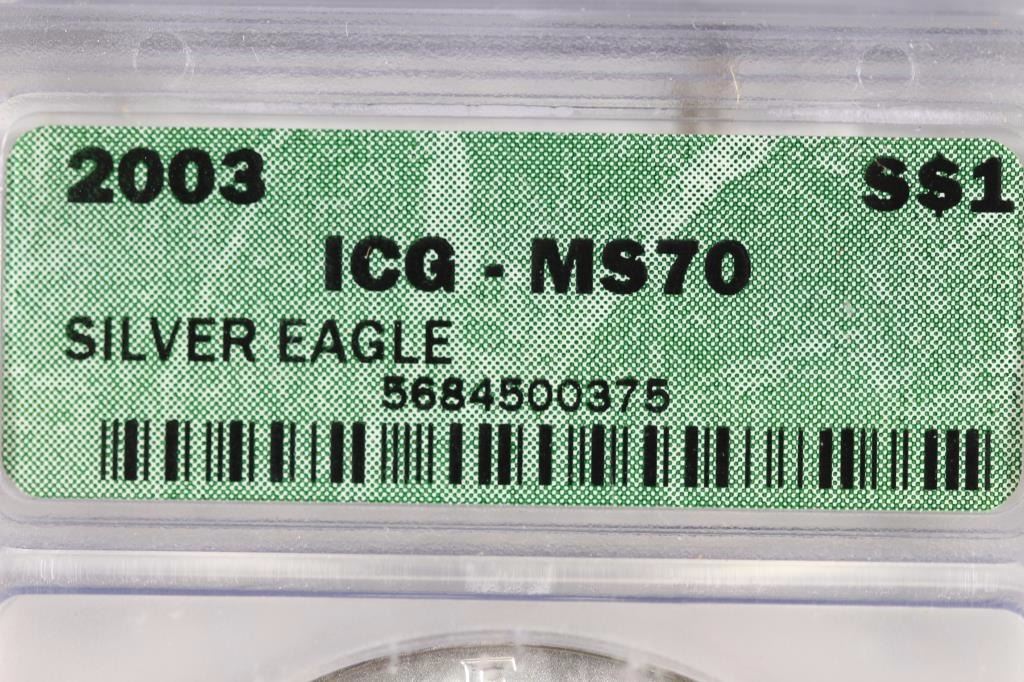 2003 S$1
ICG - MS70
SILVER EAGLE
5684500375